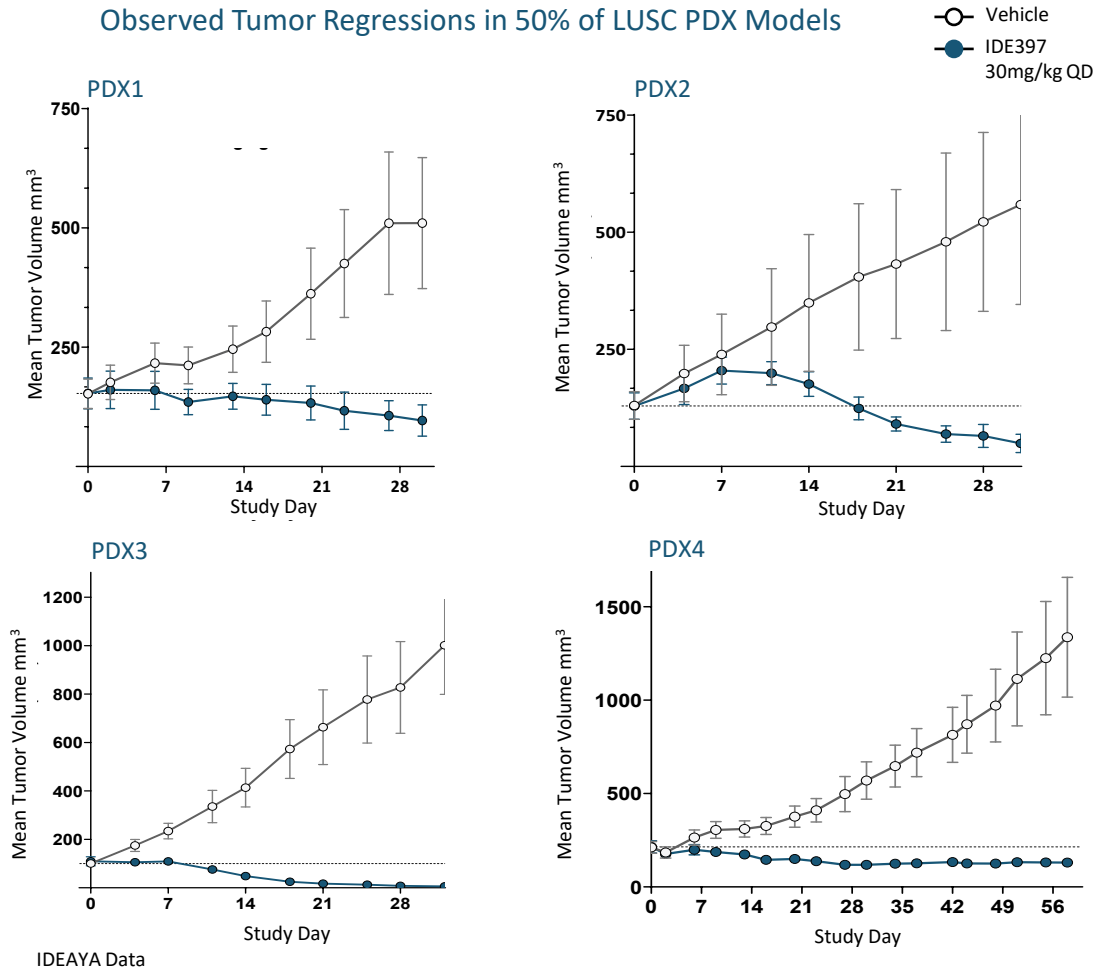 Observed Tumor Regressions in 50% of LUSC PDX Models
Vehicle
IDE397
30mg/kg QD
PDX1
750
500
250
Mean Tumor Volume mm³
0 7 14 21 28
Study Day
PDX2
750
500
250
Mean Tumor Volume mm³
0 7 14 21 28
Study Day
PDX3
1200
1000
800
600
400
200
Mean Tumor Volume mm³
0 7 14 21 28
Study Day
PDX4
1500
1000
500
0
Mean Tumor Volume mm³
0 7 14 21 28 35 42 49 56
Study Day
IDEAYA Data